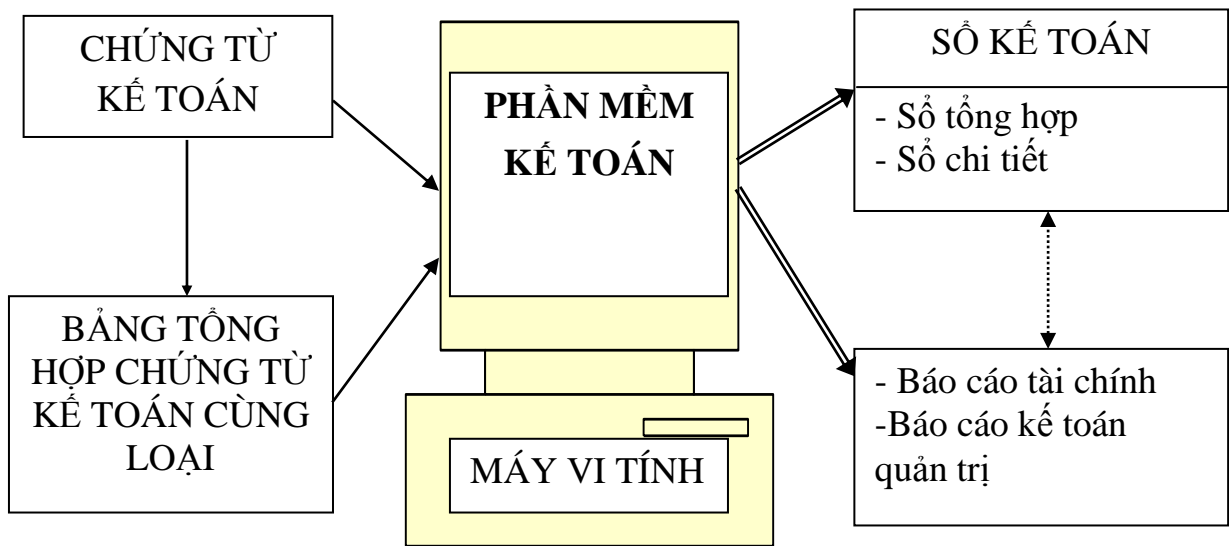 CHỨNG TỪ
KẾ TOÁN
BẢNG TỔNG
HỢP CHỨNG TỪ
KẾ TOÁN CÙNG
LOẠI
PHẦN MỀM
KẾ TOÁN
MÁY VI TÍNH
SỔ KẾ TOÁN
- Sổ tổng hợp
- Sổ chi tiết
- Báo cáo tài chính
-Báo cáo kế toán
quản trị